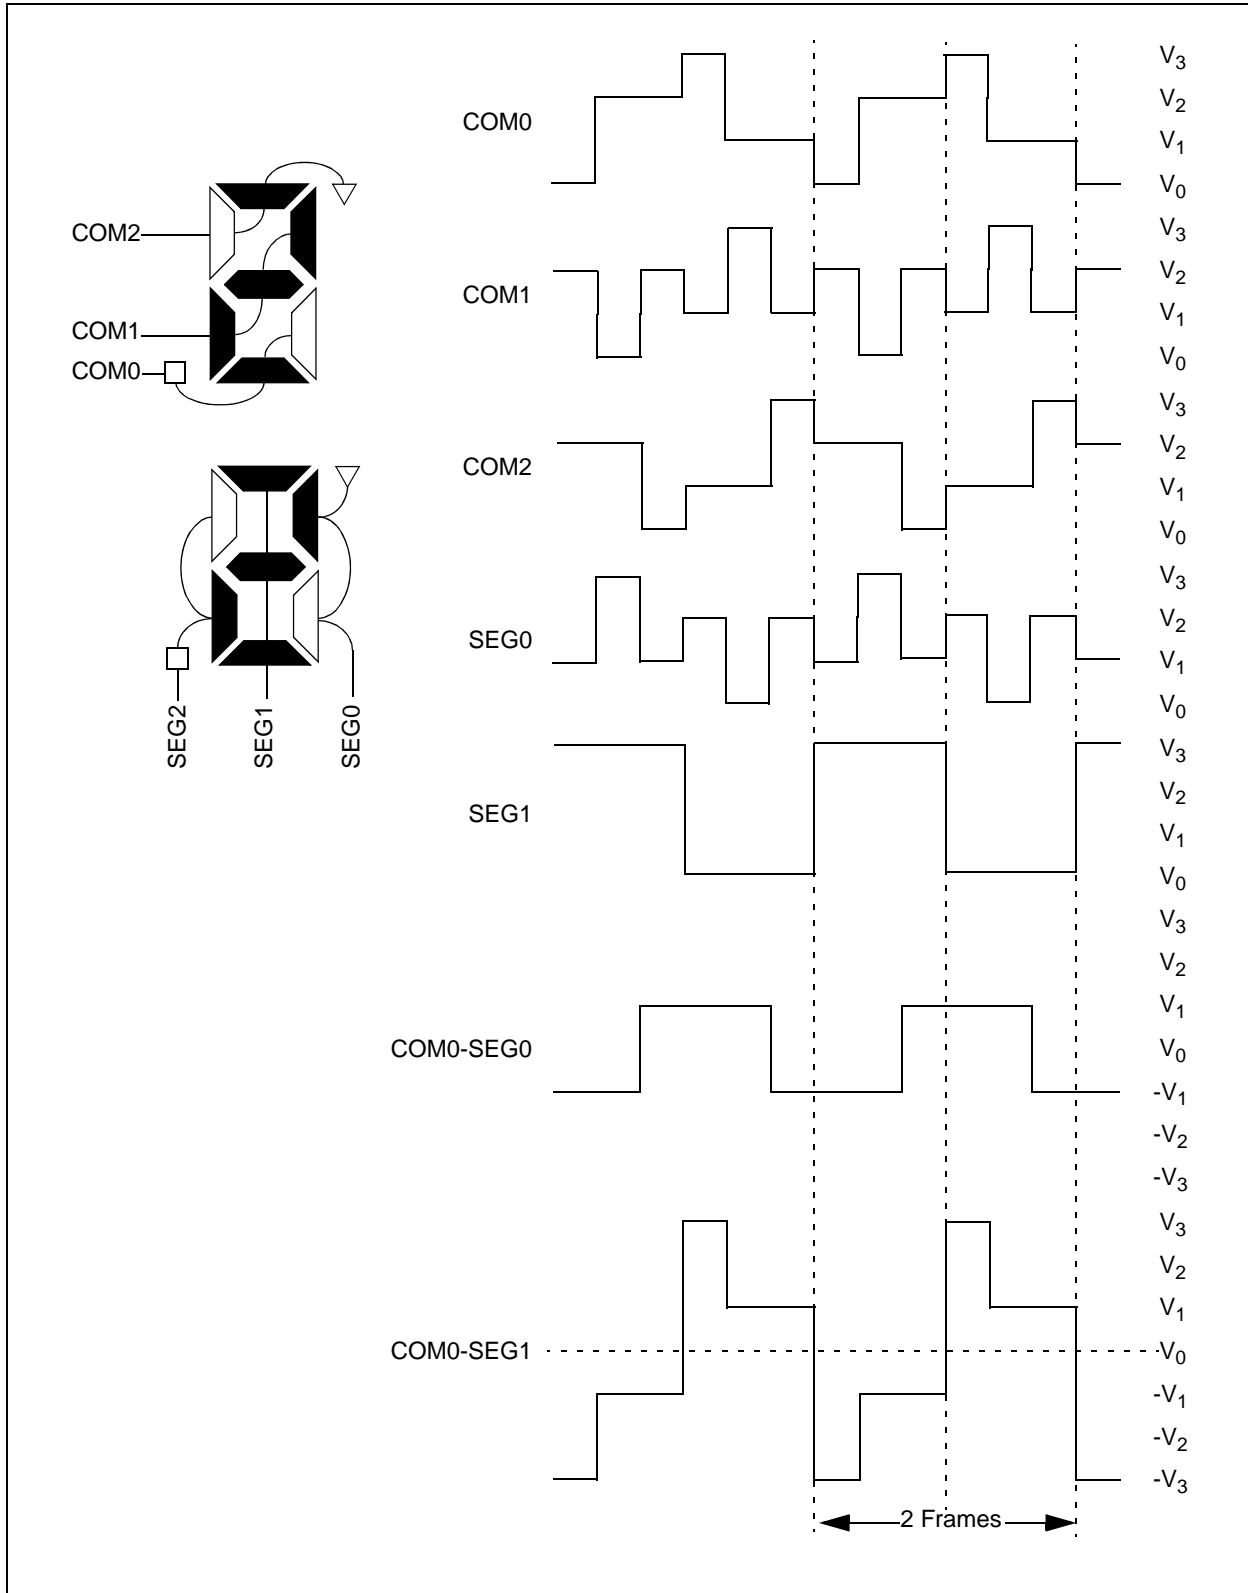 COM2
COM1
COM0
SEG2
SEG1
SEG0
COM0
V3
V2
V1
V0
COM1
V3
V2
V1
V0
COM2
V3
V2
V1
V0
SEG0
V3
V2
V1
V0
SEG1
V3
V2
V1
V0
COM0-SEG0
V3
V2
V1
V0
-V1
-V2
-V3
COM0-SEG1
V3
V2
V1
V0
-V1
-V2
-V3
2 Frames